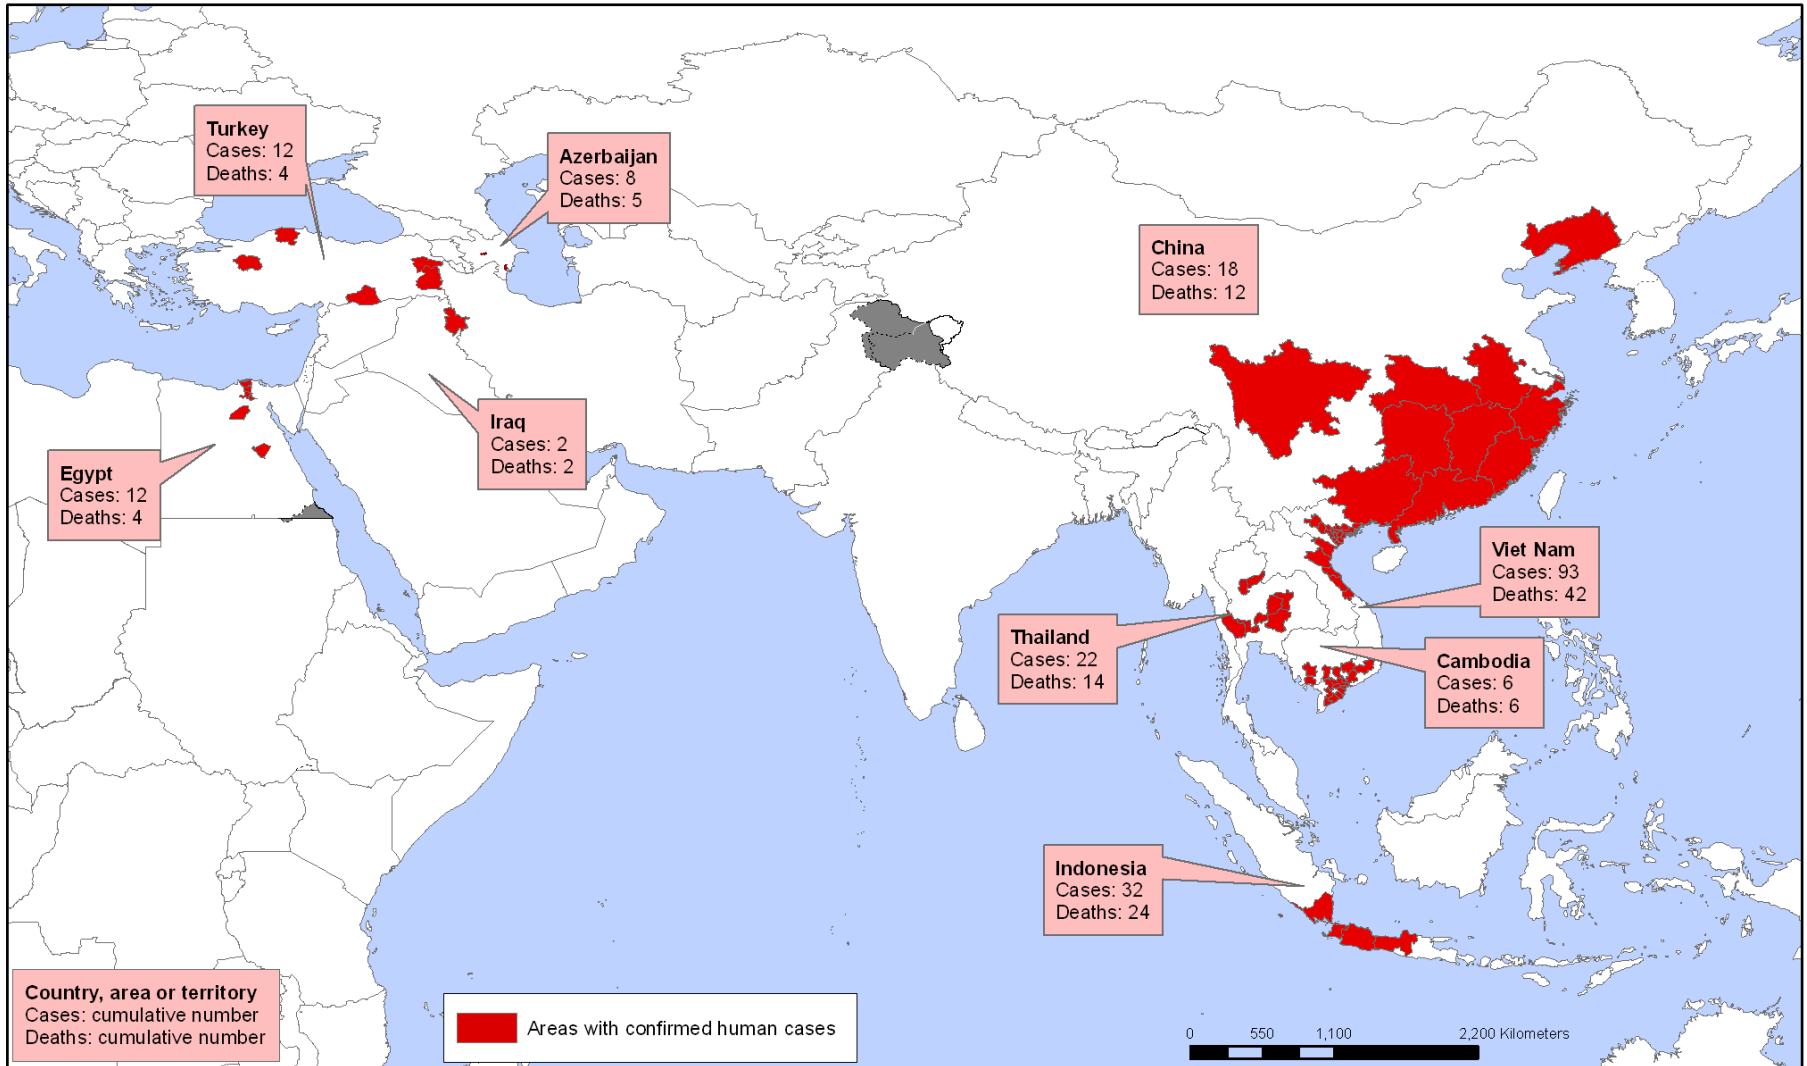 Turkey
Cases: 12
Deaths: 4
Azerbaijan
Cases: 8
Deaths: 5
China
Cases: 18
Deaths: 12
Iraq
Cases: 2
Deaths: 2
Egypt
Cases: 12
Deaths: 4
Viet Nam
Cases: 93
Deaths: 42
Thailand
Cases: 22
Deaths: 14
Cambodia
Cases: 6
Deaths: 6
Indonesia
Cases: 32
Deaths: 24
Country, area or territory
Cases: cumulative number
Deaths: cumulative number
Areas with confirmed human cases
0 550 1,100 2,200 Kilometers